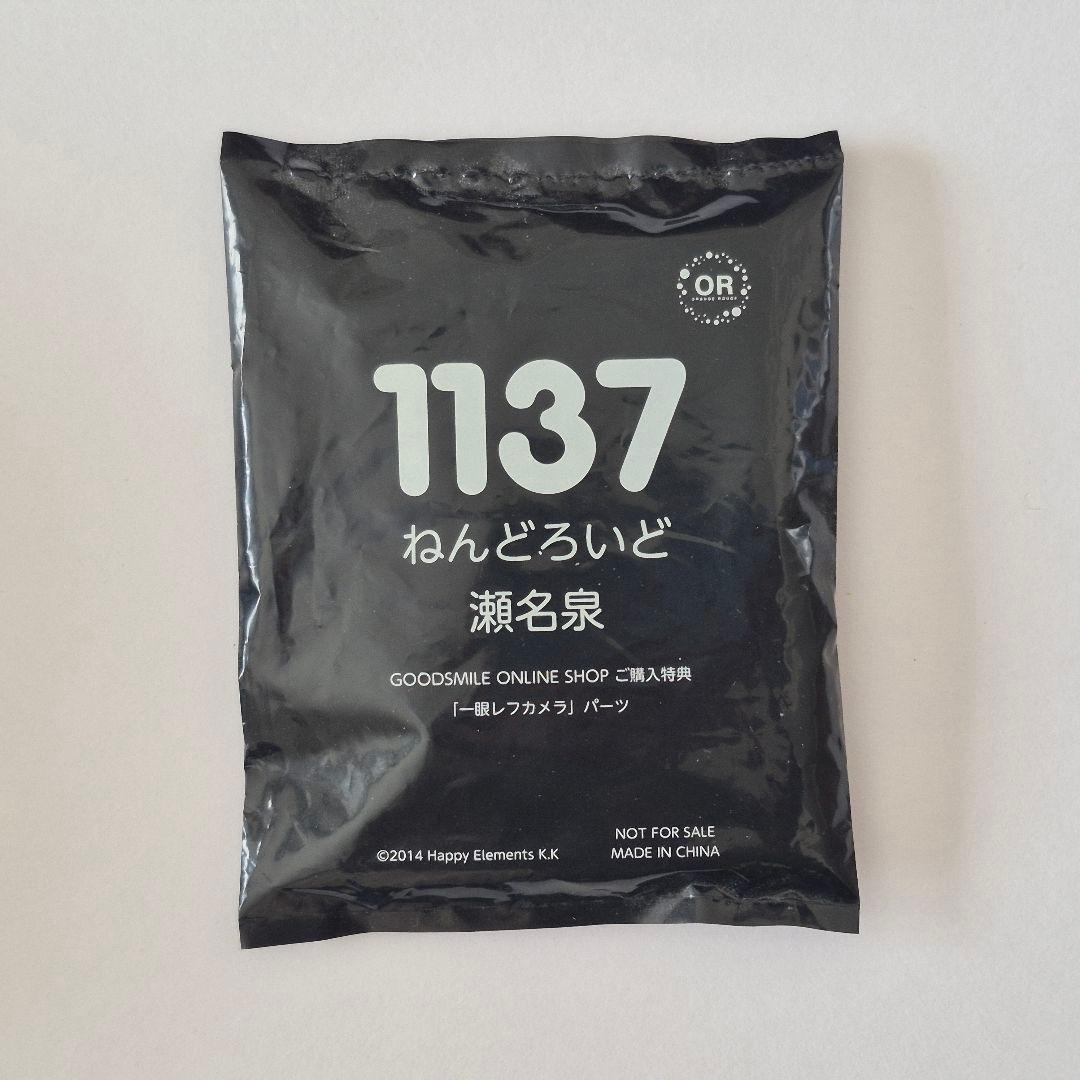 OR
ORANGE ROUGE
1137
ねんどろいど
瀬名泉
GOODSMILE ONLINE SHOP ご購入特典
「一眼レフカメラ」パーツ
NOT FOR SALE
©2014 Happy Elements K.K MADE IN CHINA